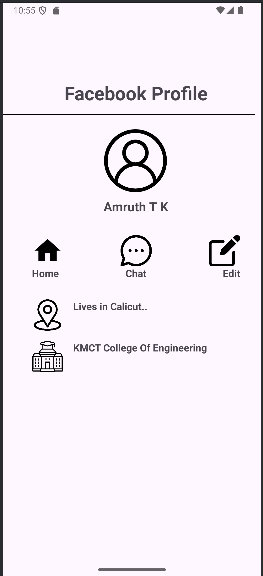 10:55
Facebook Profile
Amruth T K
Home Chat Edit
Lives in Calicut..
KMCT College Of Engineering